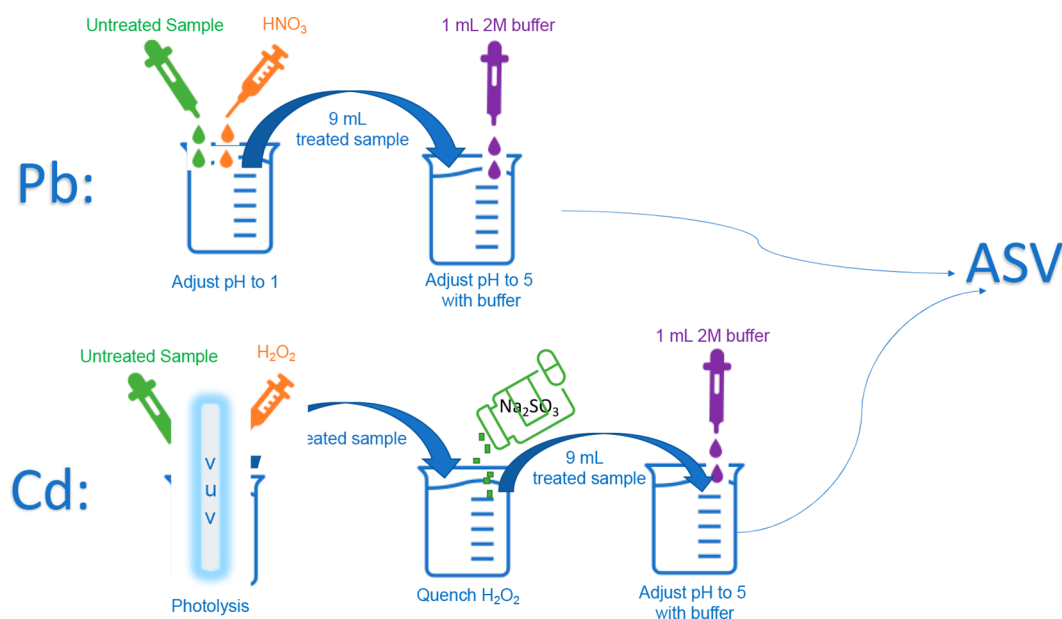 Untreated Sample
HNO₃
1 mL 2M buffer
9 mL
treated sample
Pb:
Adjust pH to 1
Adjust pH to 5
with buffer
ASV
Untreated Sample
H₂O₂
1 mL 2M buffer
Na₂SO₃
eated sample
9 mL
treated sample
Cd:
v
u
v
Photolysis
Quench H₂O₂
Adjust pH to 5
with buffer